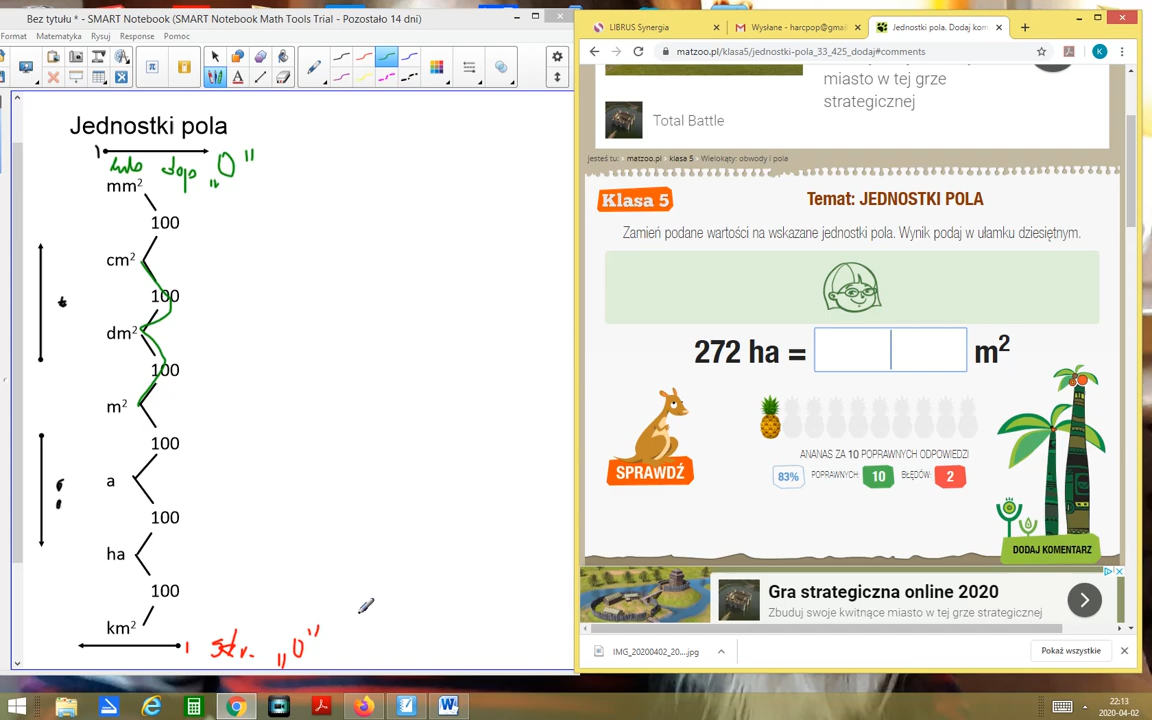 Bez tytułu * - SMART Notebook (SMART Notebook Math Tools Trial - Pozostało 14 dni)
Format Matematyka Rysuj Response Pomoc
Jednostki pola
dop „0”
mm²
100
cm²
100
dm²
100
m²
100
a
100
ha
100
km²
„0”
LIBRUS Synergia
Wysłane - harcpop@gmai
Jednostki pola. Dodaj kom
matzoo.pl/klasa5/jednostki-pola_33_425_dodaj#comments
K
miasto w tej grze
strategicznej
Total Battle
jesteś tu: › matzoo.pl › klasa 5 › Wielokąty: obwody i pola
Klasa 5
Temat: JEDNOSTKI POLA
Zamień podane wartości na wskazane jednostki pola. Wynik podaj w ułamku dziesiętnym.
272 ha = m²
SPRAWDŹ
ANANAS ZA 10 POPRAWNYCH ODPOWIEDZI
83% POPRAWNYCH: 10 BŁĘDÓW: 2
DODAJ KOMENTARZ
Gra strategiczna online 2020
Zbuduj swoje kwitnące miasto w tej grze strategicznej
IMG_20200402_20....jpg
Pokaż wszystkie
22:13
2020-04-02